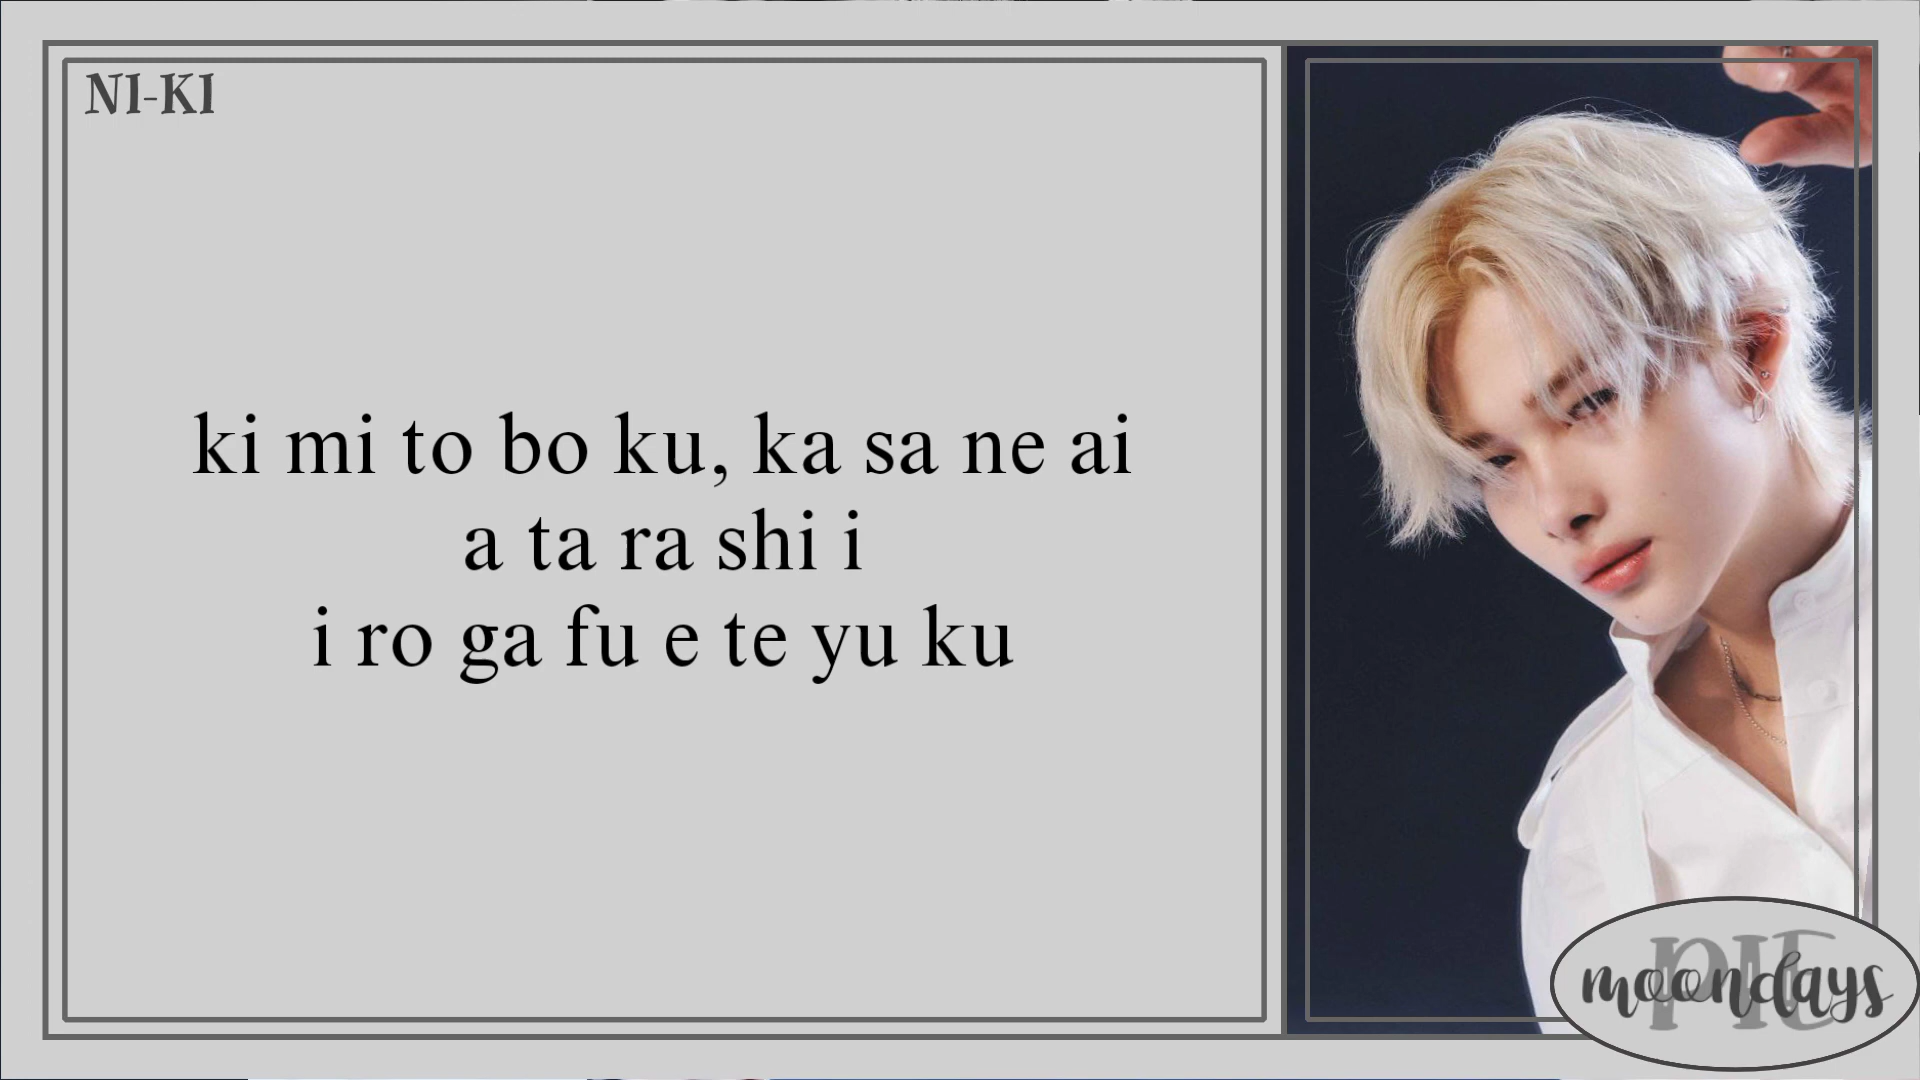 NI-KI
ki mi to bo ku, ka sa ne ai
a ta ra shi i
i ro ga fu e te yu ku
PIT
moondays